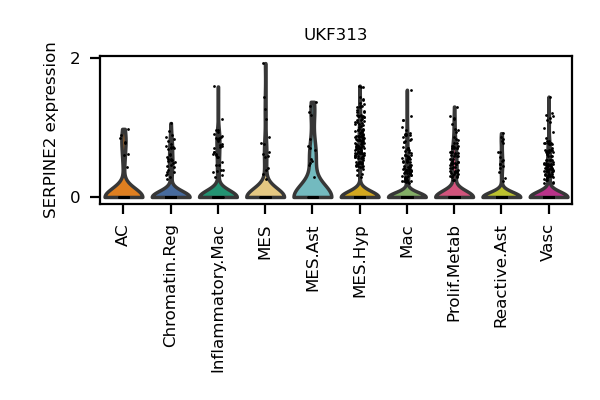 UKF313
SERPINE2 expression
2
0
AC
Chromatin.Reg
Inflammatory.Mac
MES
MES.Ast
MES.Hyp
Mac
Prolif.Metab
Reactive.Ast
Vasc